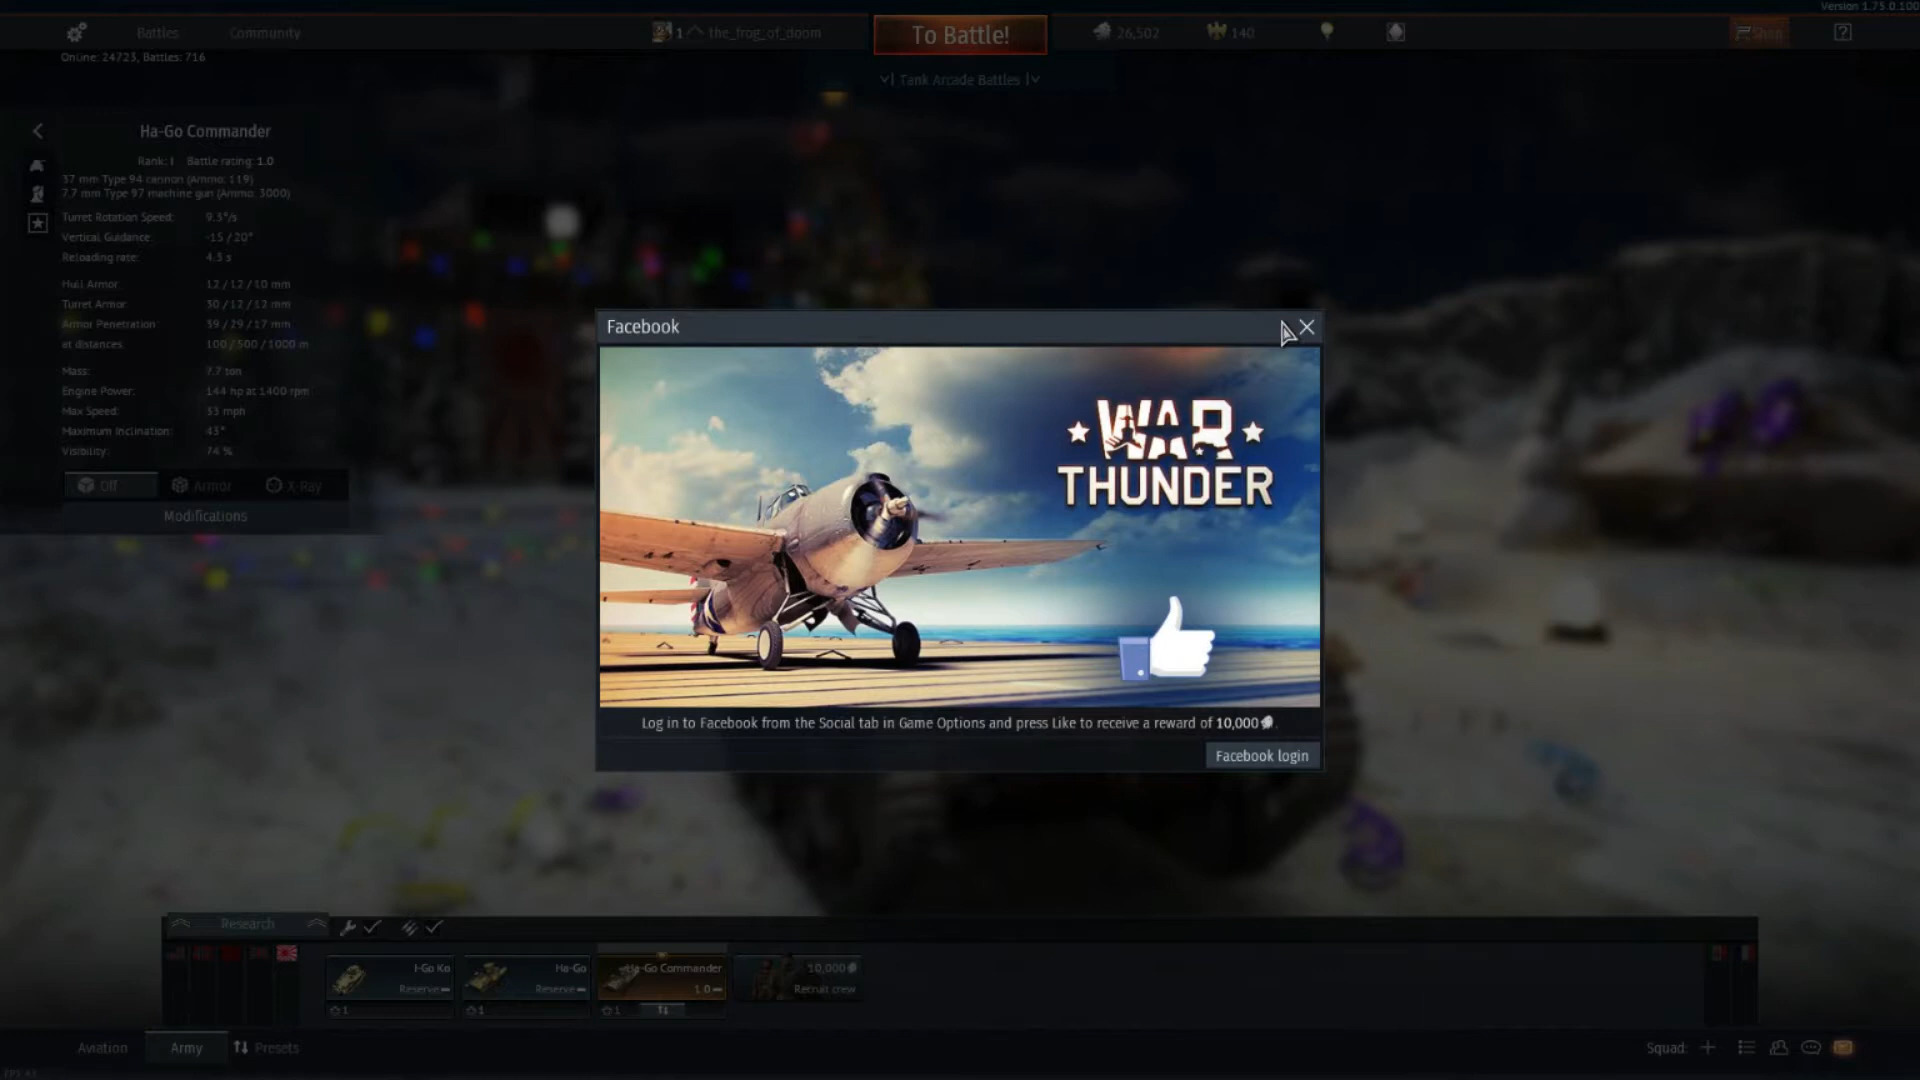 Version 1.75.0.100
Battles
Community
1 the_frog_of_doom
To Battle!
26,502
140
Shop
Online: 24723, Battles: 716
Tank Arcade Battles
Ha-Go Commander
Rank: I Battle rating: 1.0
37 mm Type 94 cannon (Ammo: 119)
7.7 mm Type 97 machine gun (Ammo: 3000)
Turret Rotation Speed: 9.3°/s
Vertical Guidance: -15 / 20°
Reloading rate: 4.3 s
Hull Armor: 12 / 12 / 10 mm
Turret Armor: 30 / 12 / 12 mm
Armor Penetration: 39 / 29 / 17 mm
at distances: 100 / 500 / 1000 m
Mass: 7.7 ton
Engine Power: 144 hp at 1400 rpm
Max Speed: 33 mph
Maximum Inclination: 43°
Visibility: 74 %
Off
Armor
X-Ray
Modifications
Facebook
WAR
THUNDER
Log in to Facebook from the Social tab in Game Options and press Like to receive a reward of 10,000.
Facebook login
Research
I-Go Ko
Reserve
1
Ha-Go
Reserve
1
Ha-Go Commander
1.0
1
10,000
Recruit crew
Aviation
Army
Presets
Squad: